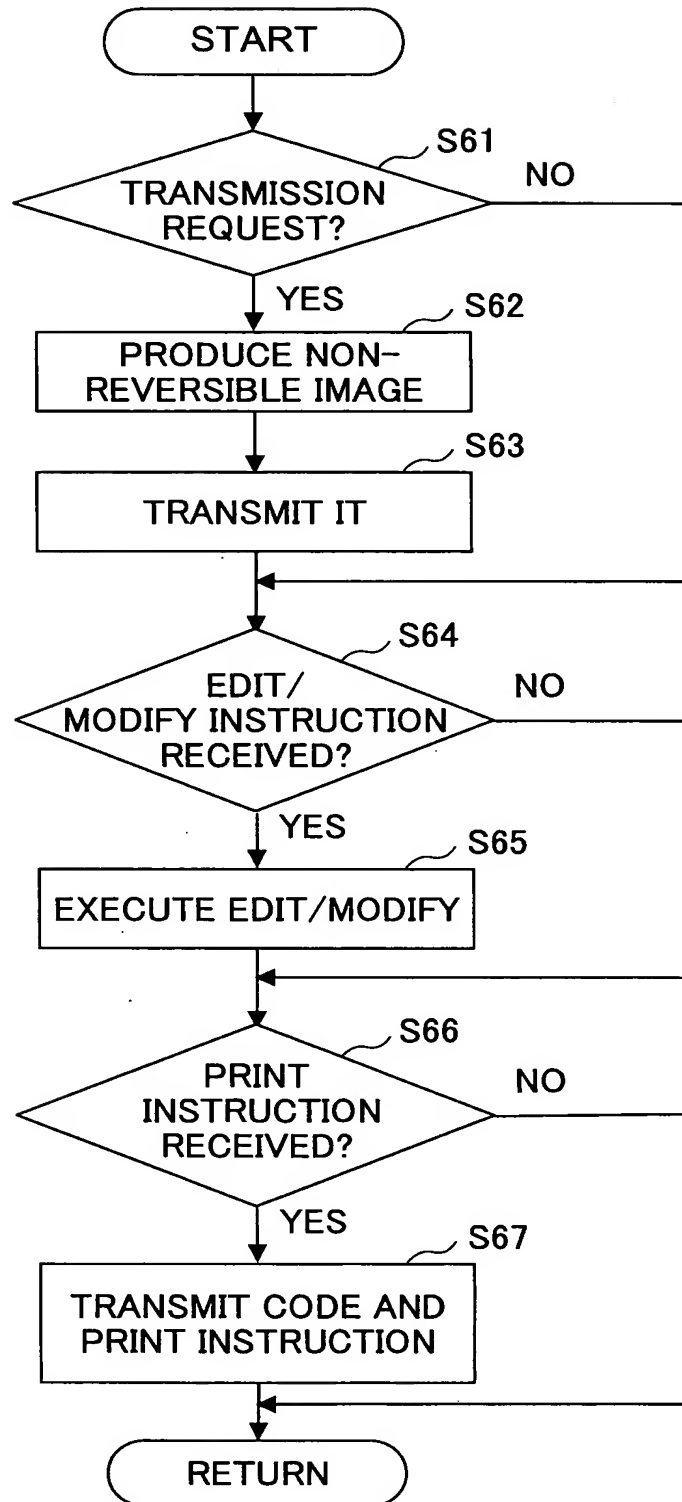 START
S61
TRANSMISSION
REQUEST?
NO
YES
S62
PRODUCE NON-
REVERSIBLE IMAGE
S63
TRANSMIT IT
S64
EDIT/
MODIFY INSTRUCTION
RECEIVED?
NO
YES
S65
EXECUTE EDIT/MODIFY
S66
PRINT
INSTRUCTION
RECEIVED?
NO
YES
S67
TRANSMIT CODE AND
PRINT INSTRUCTION
RETURN